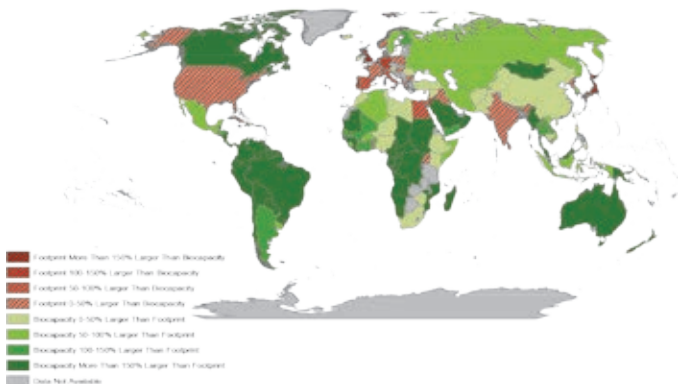 Footprint More Than 150% Larger Than Biocapacity
Footprint 100-150% Larger Than Biocapacity
Footprint 50-100% Larger Than Biocapacity
Footprint 0-50% Larger Than Biocapacity
Biocapacity 0-50% Larger Than Footprint
Biocapacity 50-100% Larger Than Footprint
Biocapacity 100-150% Larger Than Footprint
Biocapacity More Than 150% Larger Than Footprint
Data Not Available